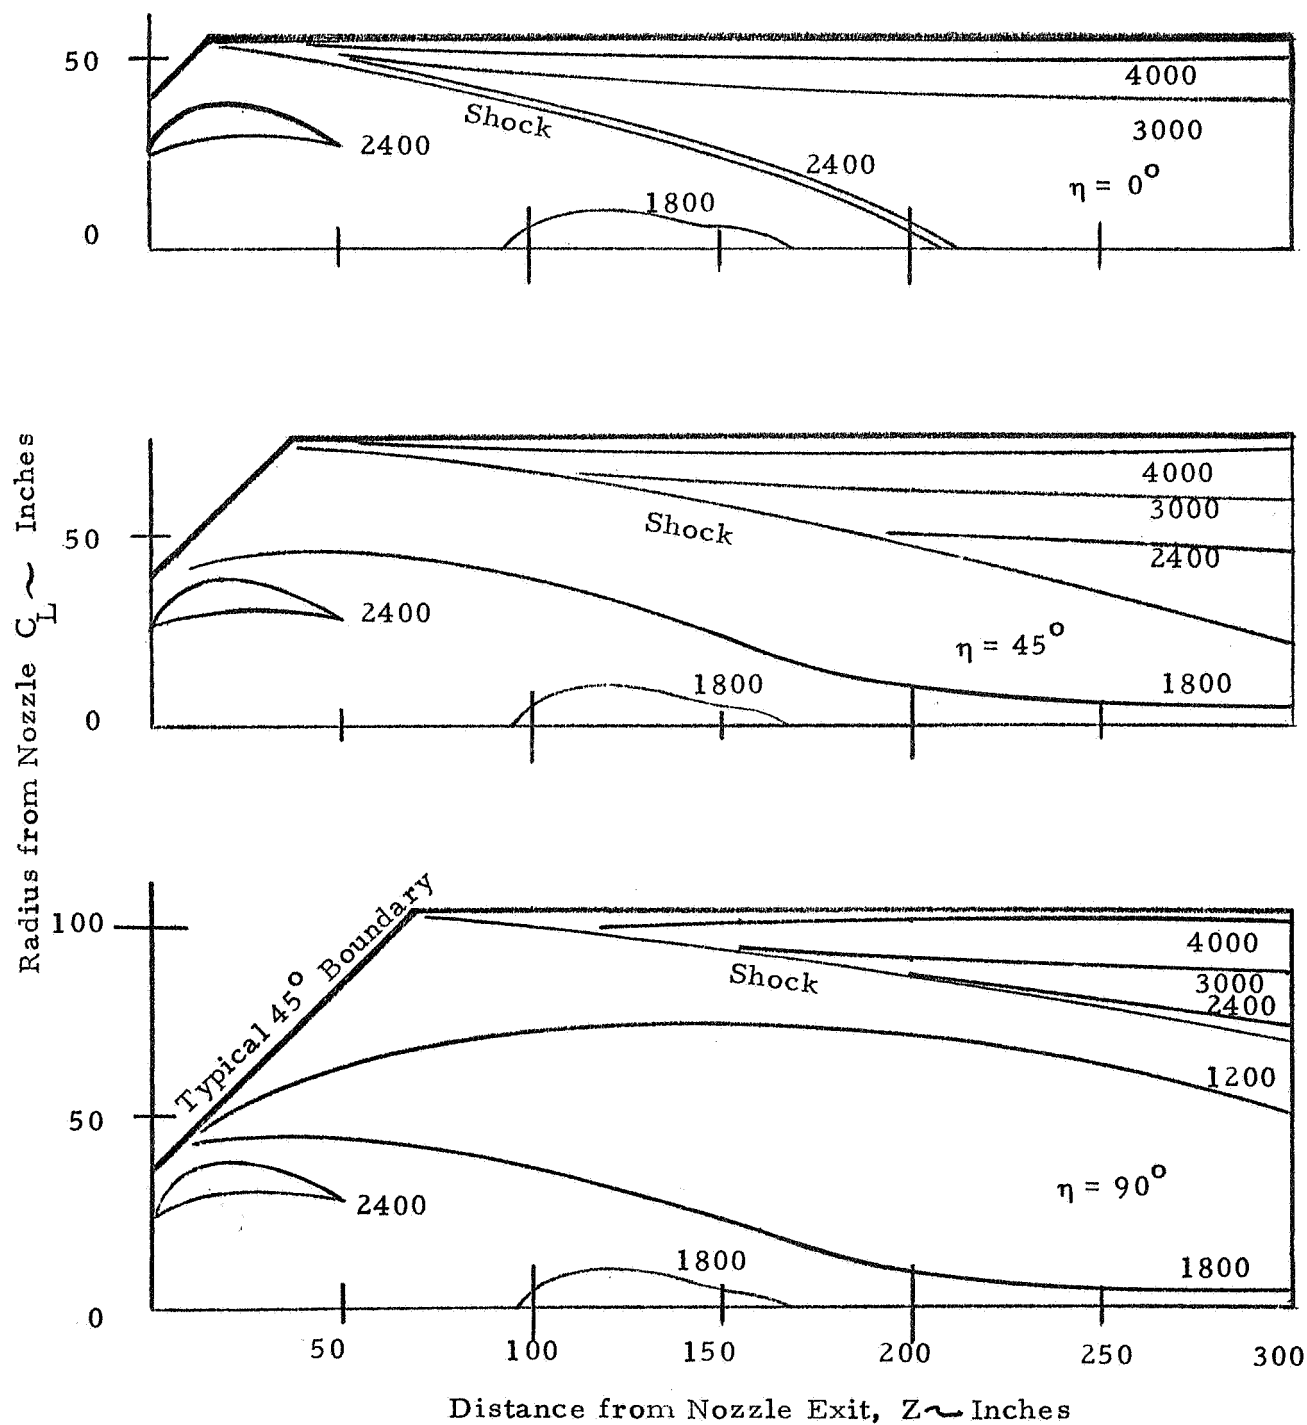 50
4000
3000
Shock
2400
2400
η = 0°
1800
0
4000
3000
50
Shock
2400
2400
η = 45°
1800
1800
0
Radius from Nozzle C_L ~ Inches
100
Typical 45° Boundary
4000
Shock
3000
2400
1200
50
η = 90°
2400
1800
1800
0
50 100 150 200 250 300
Distance from Nozzle Exit, Z ~ Inches